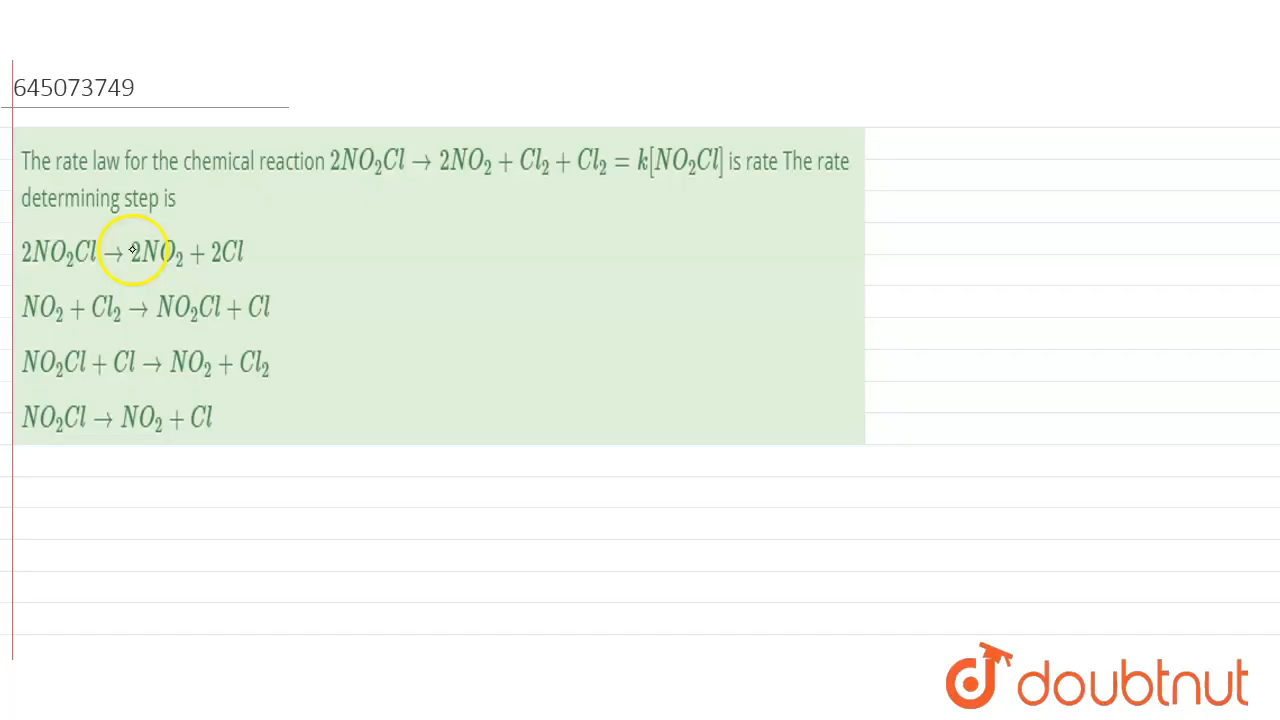 645073749
The rate law for the chemical reaction 2NO₂Cl → 2NO₂ + Cl₂ + Cl₂ = k[NO₂Cl] is rate The rate
determining step is
2NO₂Cl → 2NO₂ + 2Cl
NO₂ + Cl₂ → NO₂Cl + Cl
NO₂Cl + Cl → NO₂ + Cl₂
NO₂Cl → NO₂ + Cl
doubtnut